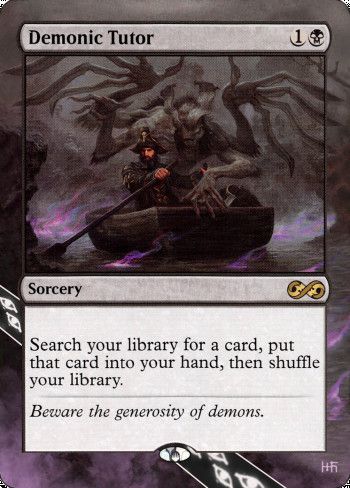 Demonic Tutor 1
Sorcery
Search your library for a card, put
that card into your hand, then shuffle
your library.
Beware the generosity of demons.